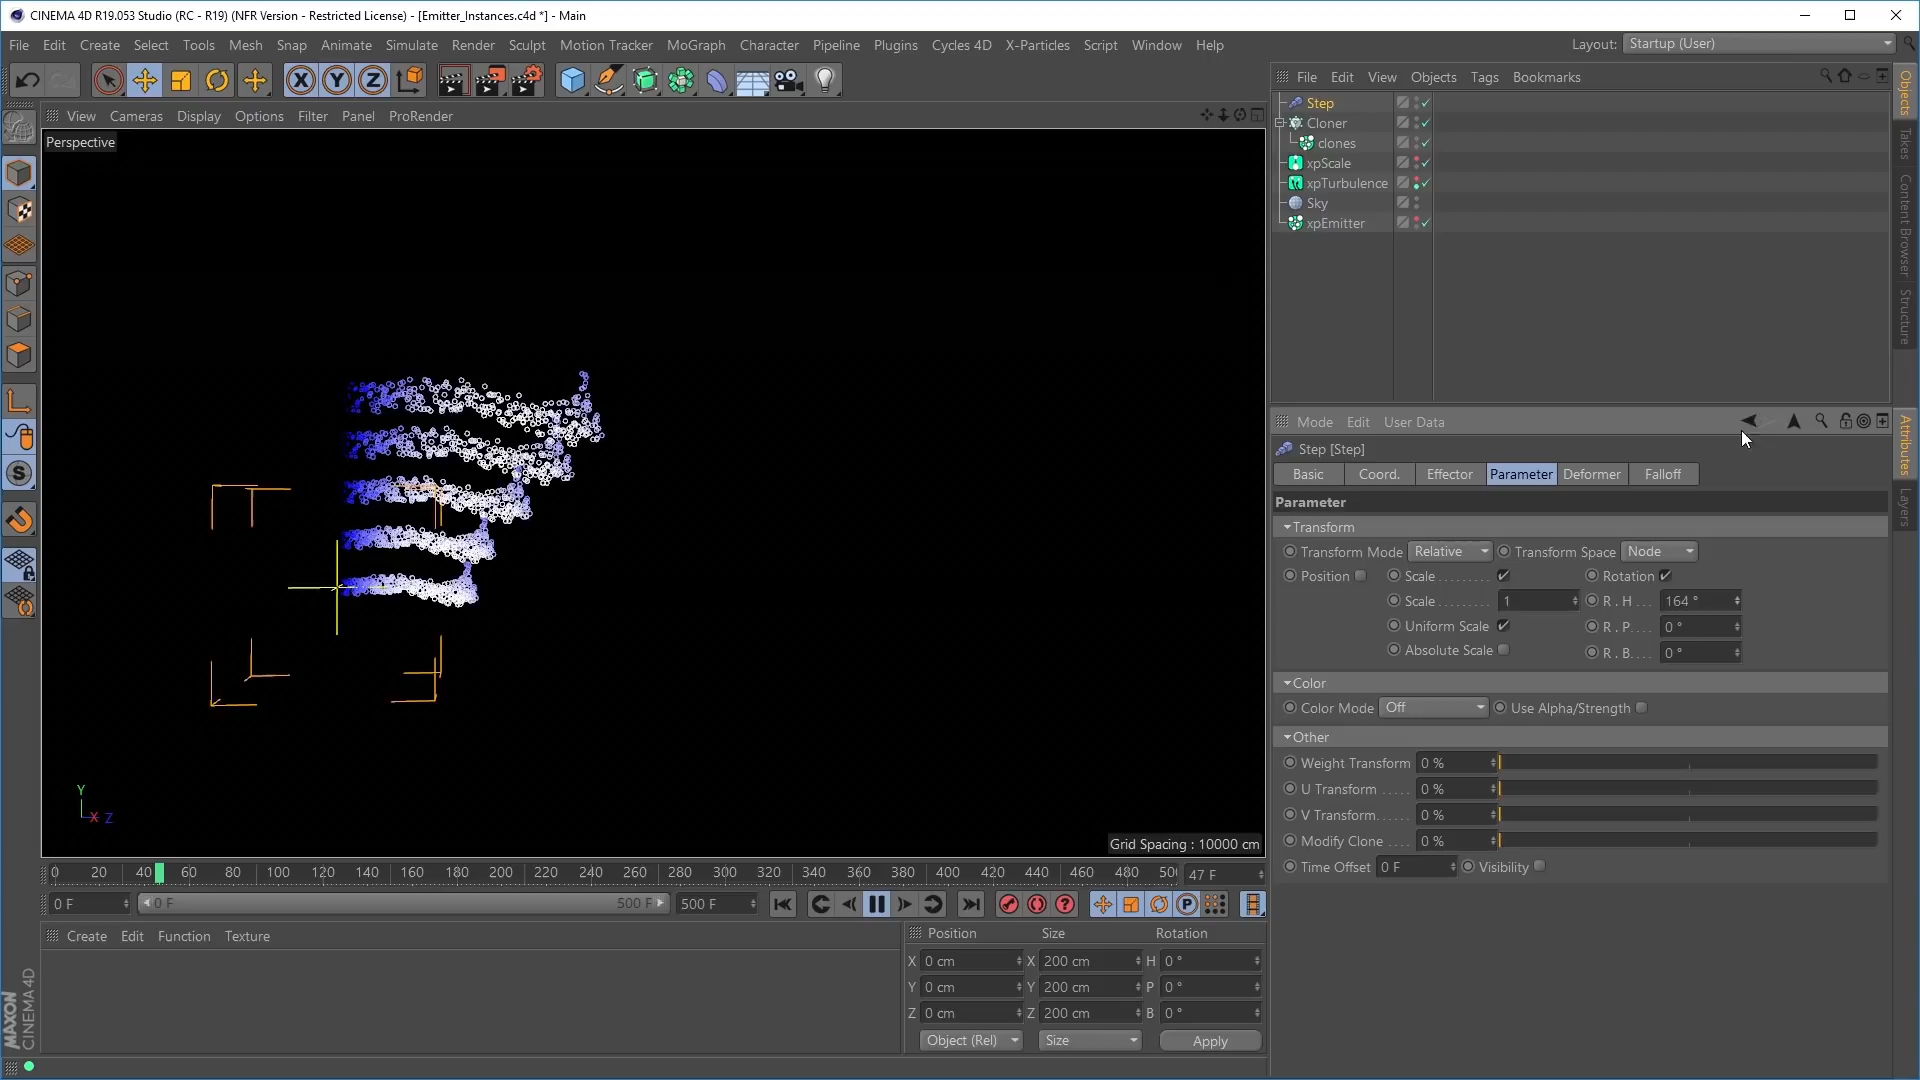 CINEMA 4D R19.053 Studio (RC - R19) (NFR Version - Restricted License) - [Emitter_Instances.c4d *] - Main
File Edit Create Select Tools Mesh Snap Animate Simulate Render Sculpt Motion Tracker MoGraph Character Pipeline Plugins Cycles 4D X-Particles Script Window Help
Layout: Startup (User)
File Edit View Objects Tags Bookmarks
View Cameras Display Options Filter Panel ProRender
Perspective
Step
Cloner
clones
xpScale
xpTurbulence
Sky
xpEmitter
Objects
Takes
Content Browser
Structure
Mode Edit User Data
Attributes
Layers
Step [Step]
Basic Coord. Effector Parameter Deformer Falloff
Parameter
Transform
Transform Mode Relative Transform Space Node
Position Scale Rotation
Scale 1 R . H 164 °
Uniform Scale R . P 0 °
Absolute Scale R . B 0 °
Color
Color Mode Off Use Alpha/Strength
Other
Weight Transform 0 %
U Transform 0 %
V Transform 0 %
Modify Clone 0 %
Time Offset 0 F Visibility
Y
X Z
Grid Spacing : 10000 cm
0 20 40 60 80 100 120 140 160 180 200 220 240 260 280 300 320 340 360 380 400 420 440 460 480 50 47 F
0 F 0 F 500 F 500 F
Create Edit Function Texture
Position Size Rotation
X 0 cm X 200 cm H 0 °
Y 0 cm Y 200 cm P 0 °
Z 0 cm Z 200 cm B 0 °
Object (Rel) Size Apply
MAXON
CINEMA 4D